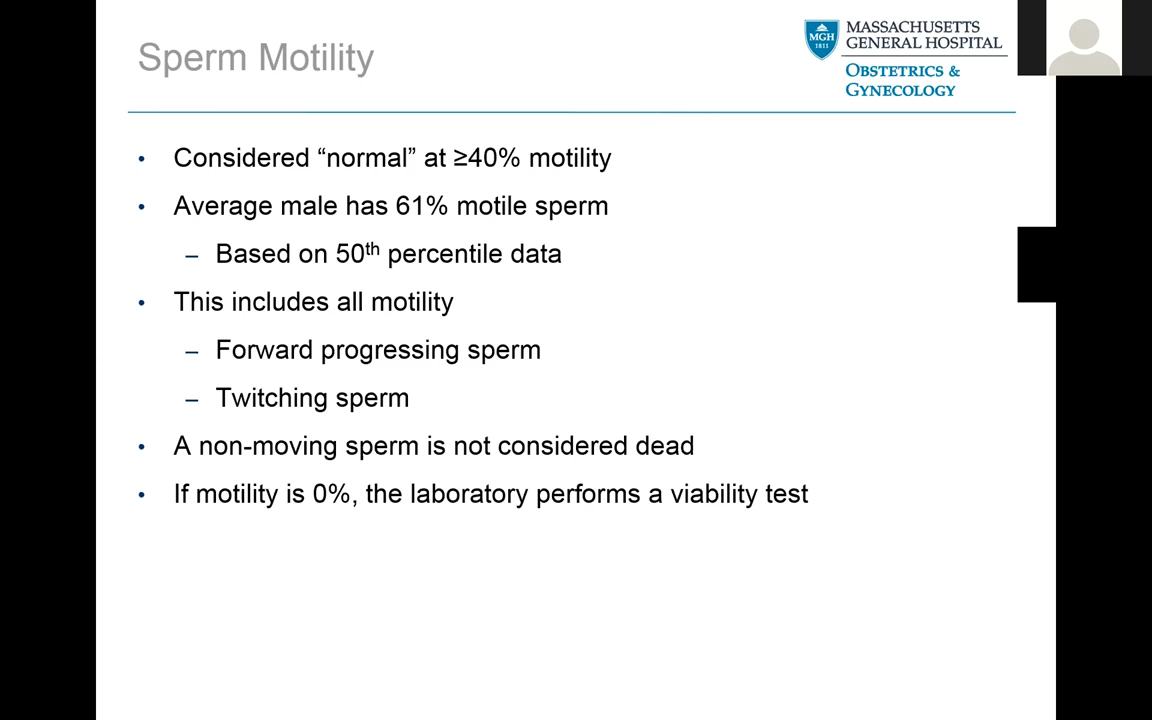 Sperm Motility
MGH
1811
MASSACHUSETTS
GENERAL HOSPITAL
OBSTETRICS &
GYNECOLOGY
• Considered “normal” at ≥40% motility
• Average male has 61% motile sperm
– Based on 50th percentile data
• This includes all motility
– Forward progressing sperm
– Twitching sperm
• A non-moving sperm is not considered dead
• If motility is 0%, the laboratory performs a viability test